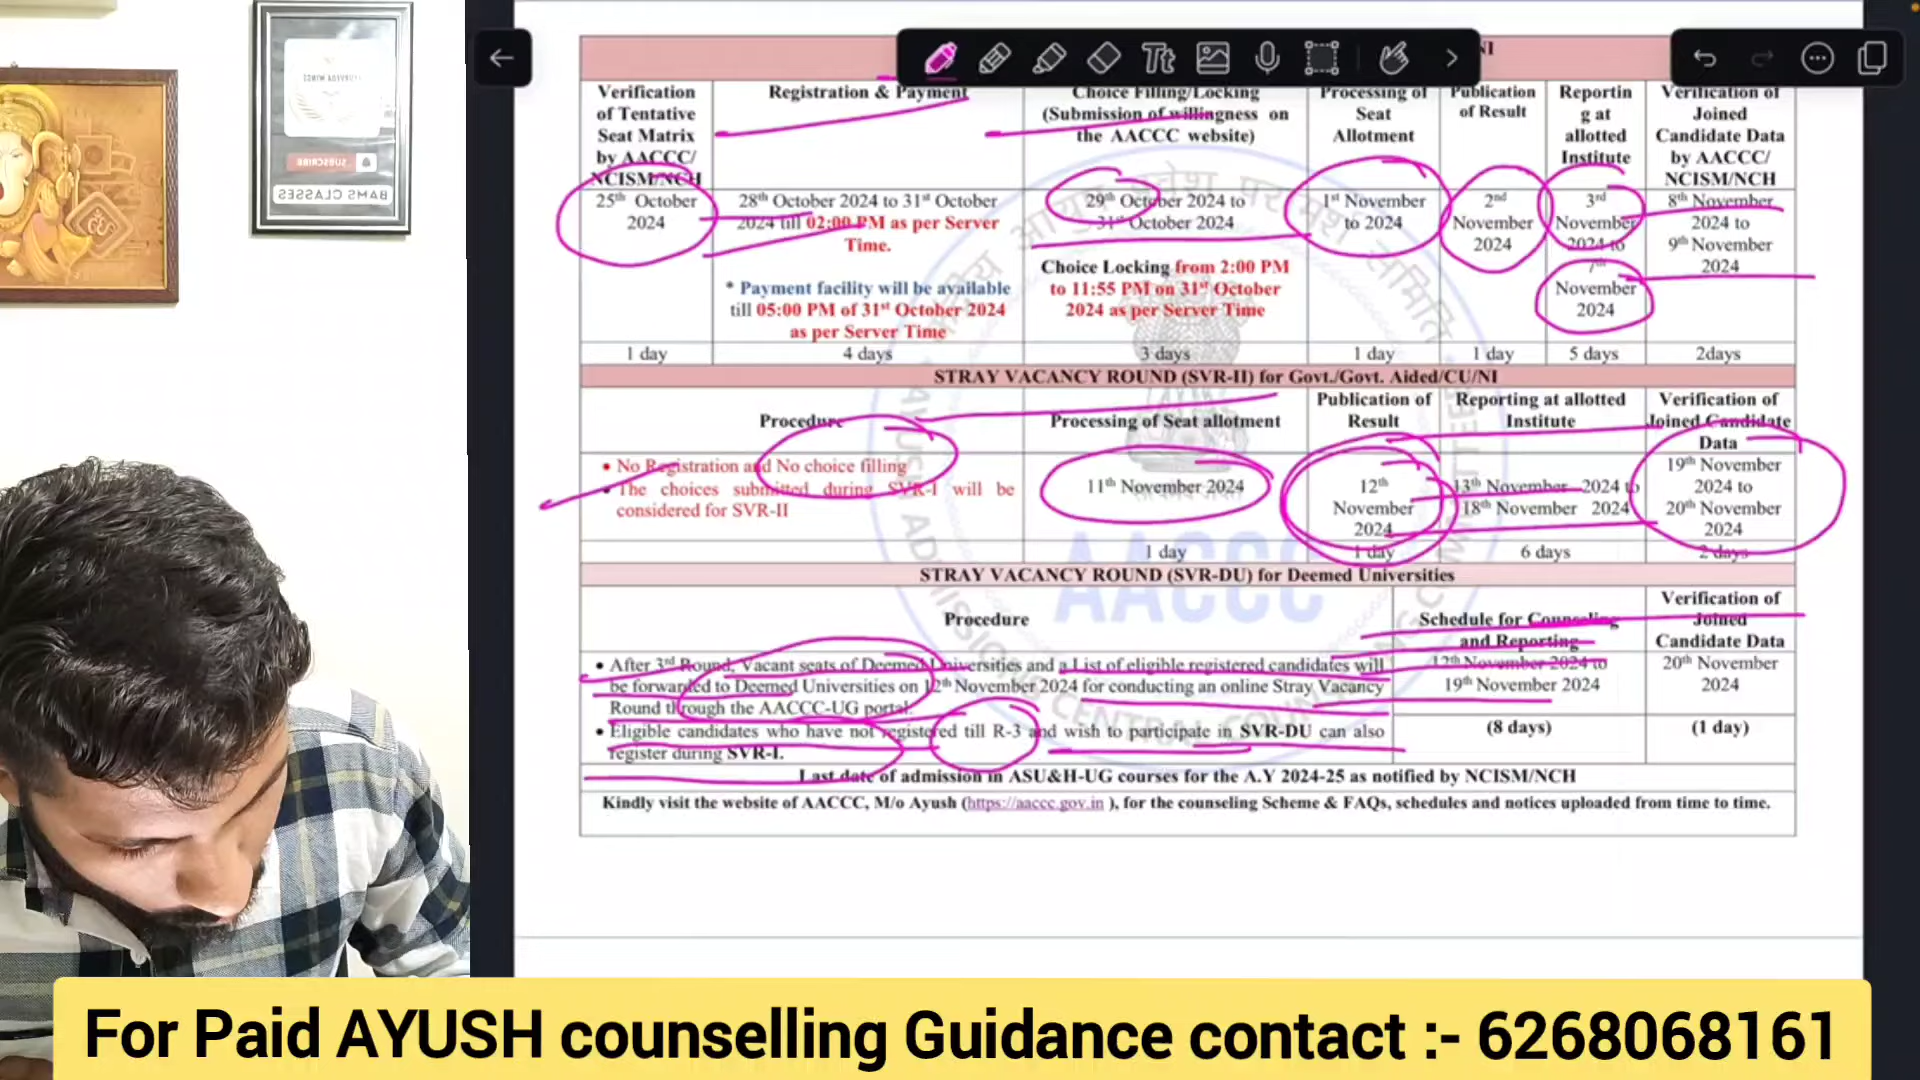 NI
Verification
of Tentative
Seat Matrix
by AACCC/
NCISM/NCH
Registration & Payment
Choice Filling/Locking
(Submission of willingness on
the AACCC website)
Processing of
Seat
Allotment
Publication
of Result
Reportin
g at
allotted
Institute
Verification of
Joined
Candidate Data
by AACCC/
NCISM/NCH
25th October
2024
28th October 2024 to 31st October
2024 till 02:00 PM as per Server
Time.
* Payment facility will be available
till 05:00 PM of 31st October 2024
as per Server Time
29th October 2024 to
31st October 2024
Choice Locking from 2:00 PM
to 11:55 PM on 31st October
2024 as per Server Time
1st November
to 2024
2nd
November
2024
3rd
November
2024 to
7th
November
2024
8th November
2024 to
9th November
2024
1 day
4 days
3 days
1 day
1 day
5 days
2days
STRAY VACANCY ROUND (SVR-II) for Govt./Govt. Aided/CU/NI
Procedure
Processing of Seat allotment
Publication of
Result
Reporting at allotted
Institute
Verification of
Joined Candidate
Data
• No Registration and No choice filling
• The choices submitted during SVR-I will be
considered for SVR-II
11th November 2024
12th
November
2024
13th November 2024 to
18th November 2024
19th November
2024 to
20th November
2024
1 day
1 day
6 days
2 days
STRAY VACANCY ROUND (SVR-DU) for Deemed Universities
Procedure
Schedule for Counseling
and Reporting
Verification of
Joined
Candidate Data
• After 3rd Round, Vacant seats of Deemed Universities and a List of eligible registered candidates will
be forwarded to Deemed Universities on 12th November 2024 for conducting an online Stray Vacancy
Round through the AACCC-UG portal.
• Eligible candidates who have not registered till R-3 and wish to participate in SVR-DU can also
register during SVR-I.
12th November 2024 to
19th November 2024
20th November
2024
(8 days)
(1 day)
Last date of admission in ASU&H-UG courses for the A.Y 2024-25 as notified by NCISM/NCH
Kindly visit the website of AACCC, M/o Ayush (https://aaccc.gov.in ), for the counseling Scheme & FAQs, schedules and notices uploaded from time to time.
AACCC
Tt
SUBSCRIBE
BAMS CLASSES
For Paid AYUSH counselling Guidance contact :- 6268068161